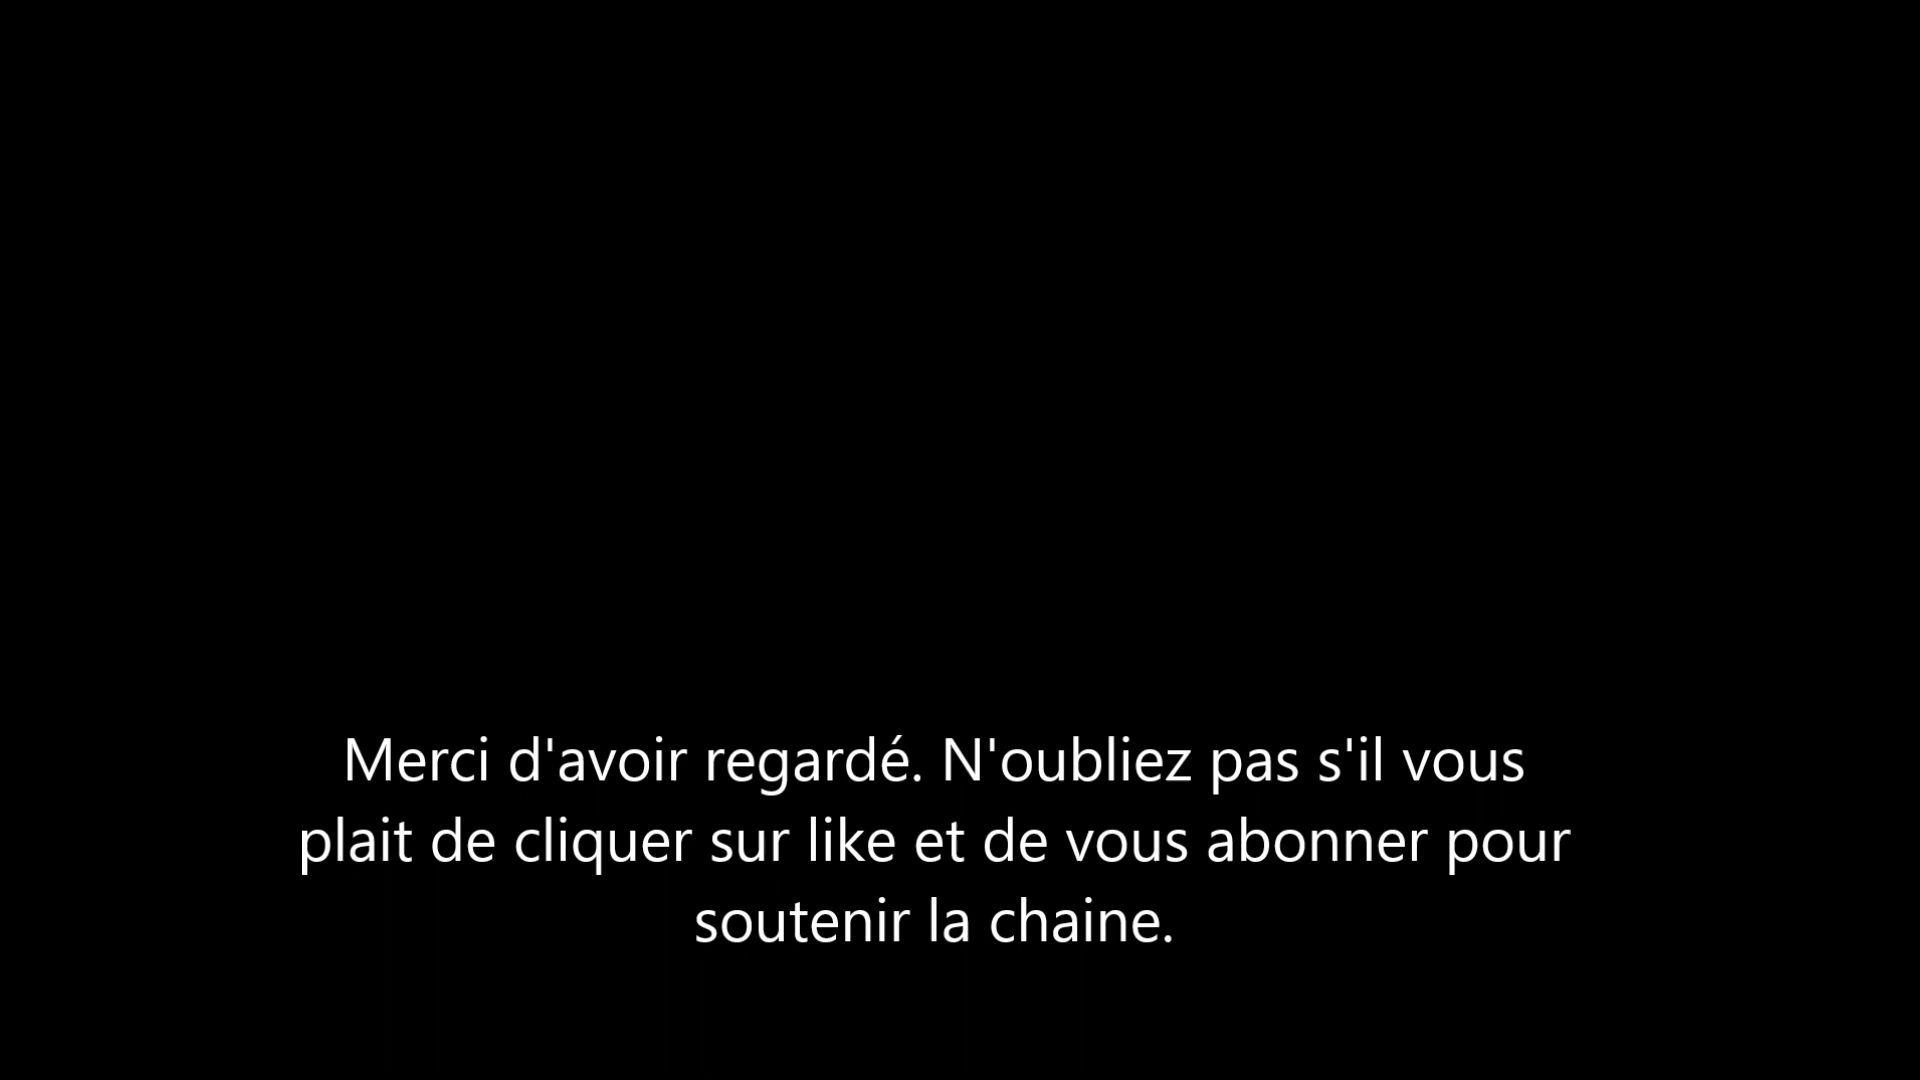 Merci d'avoir regardé. N'oubliez pas s'il vous
plait de cliquer sur like et de vous abonner pour
soutenir la chaine.